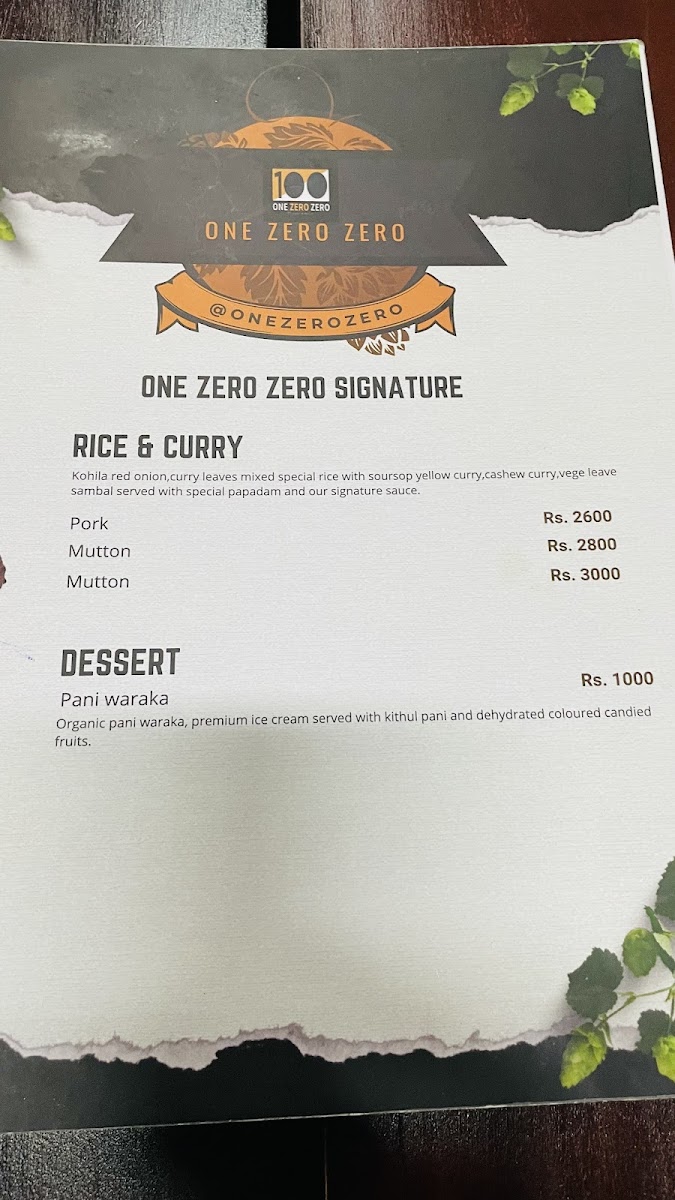 100
ONE ZERO ZERO
ONE ZERO ZERO
@ONEZEROZERO
ONE ZERO ZERO SIGNATURE
RICE & CURRY
Kohila red onion,curry leaves mixed special rice with soursop yellow curry,cashew curry,vege leave
sambal served with special papadam and our signature sauce.
Pork Rs. 2600
Mutton Rs. 2800
Mutton Rs. 3000
DESSERT
Pani waraka Rs. 1000
Organic pani waraka, premium ice cream served with kithul pani and dehydrated coloured candied
fruits.